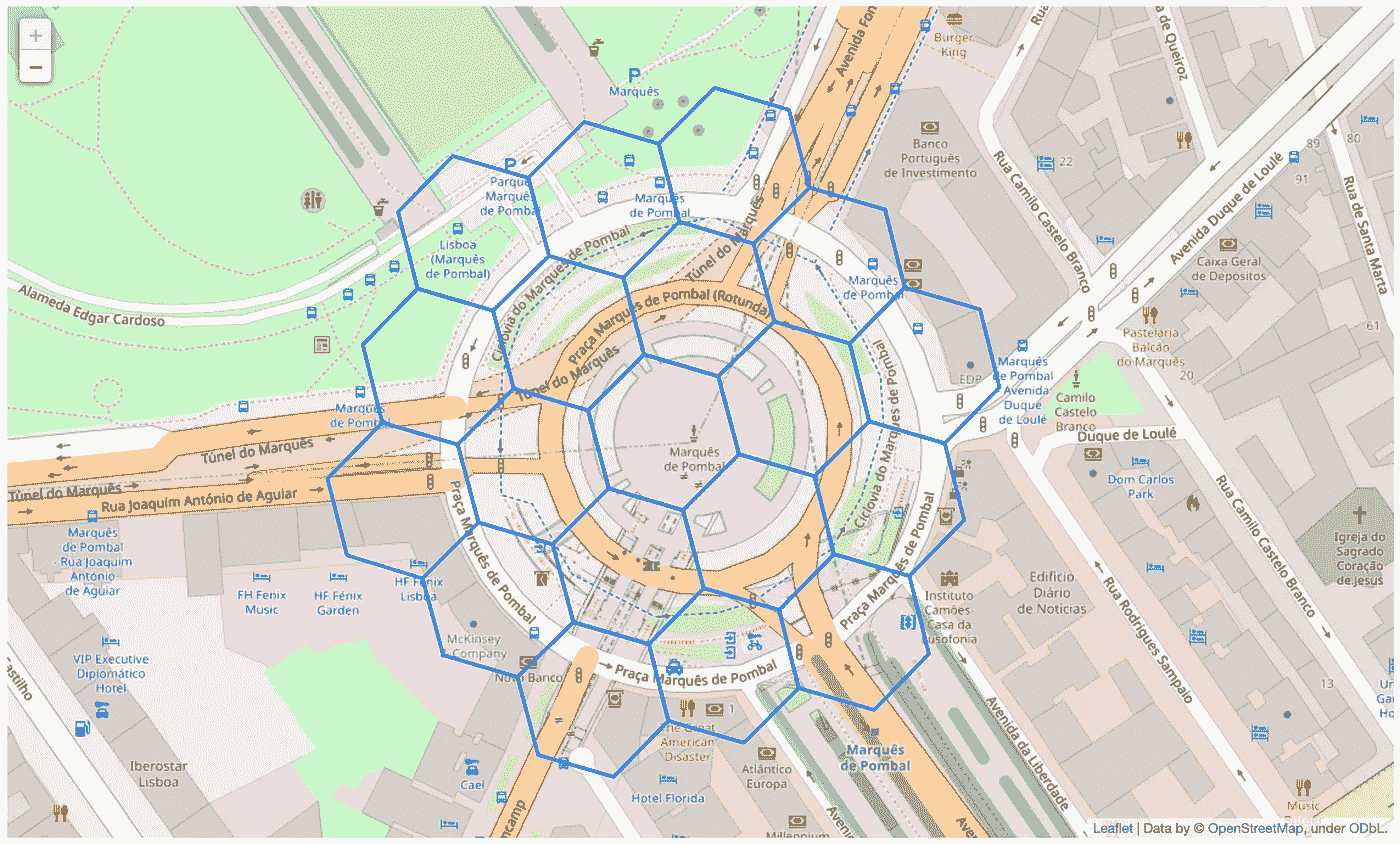 +
−
Avenida Fon
Burger
King
Rua
a de Queiroz
P
Marquês
Banco
Português
de Investimento
22
89
80
91
Rua Camilo Castelo Branco
Avenida Duque de Loulé
Rua de Santa Marta
P
Parque
Marquês
de Pombal
Marquês
de Pombal
Lisboa
(Marquês
de Pombal)
Ciclovia do Marquês de Pombal
Túnel do Marquês
Marquês
de Pombal
Caixa Geral
de Depósitos
Alameda Edgar Cardoso
Praça Marquês de Pombal (Rotunda)
Túnel do Marquês
61
Pastelaria
Balcão
do Marquês
20
EDP
Marquês
de Pombal
Avenida
Duque
de Loulé
Camilo
Castelo
Branco
Marquês
de Pombal
Ciclovia do Marquês de Pombal
Duque de Loulé
Túnel do Marquês
Marquês
de Pombal
Túnel do Marquês
Rua Joaquim António de Aguiar
Dom Carlos
Park
Rua Camilo Castelo Branco
Marquês
de Pombal
Rua Joaquim
António
de Aguiar
Praça Marquês de Pombal
Praça Marquês de Pombal
Igreja do
Sagrado
Coração
de Jesus
FH Fenix
Music
HF Fénix
Garden
HF Fénix
Lisboa
Instituto
Camões-
Casa da
Lusofonia
Edifício
Diário
de Notícias
Rua Rodrigues Sampaio
McKinsey
Company
Novo Banco
Praça Marquês de Pombal
VIP Executive
Diplomático
Hotel
Castilho
13
1
The Great
American
Disaster
Marquês
de Pombal
Avenida da Liberdade
Iberostar
Lisboa
Cael
Atlântico
Europa
Hotel Florida
Music
ncamp
Millennium
Aveni
Ave
Leaflet | Data by © OpenStreetMap, under ODbL.